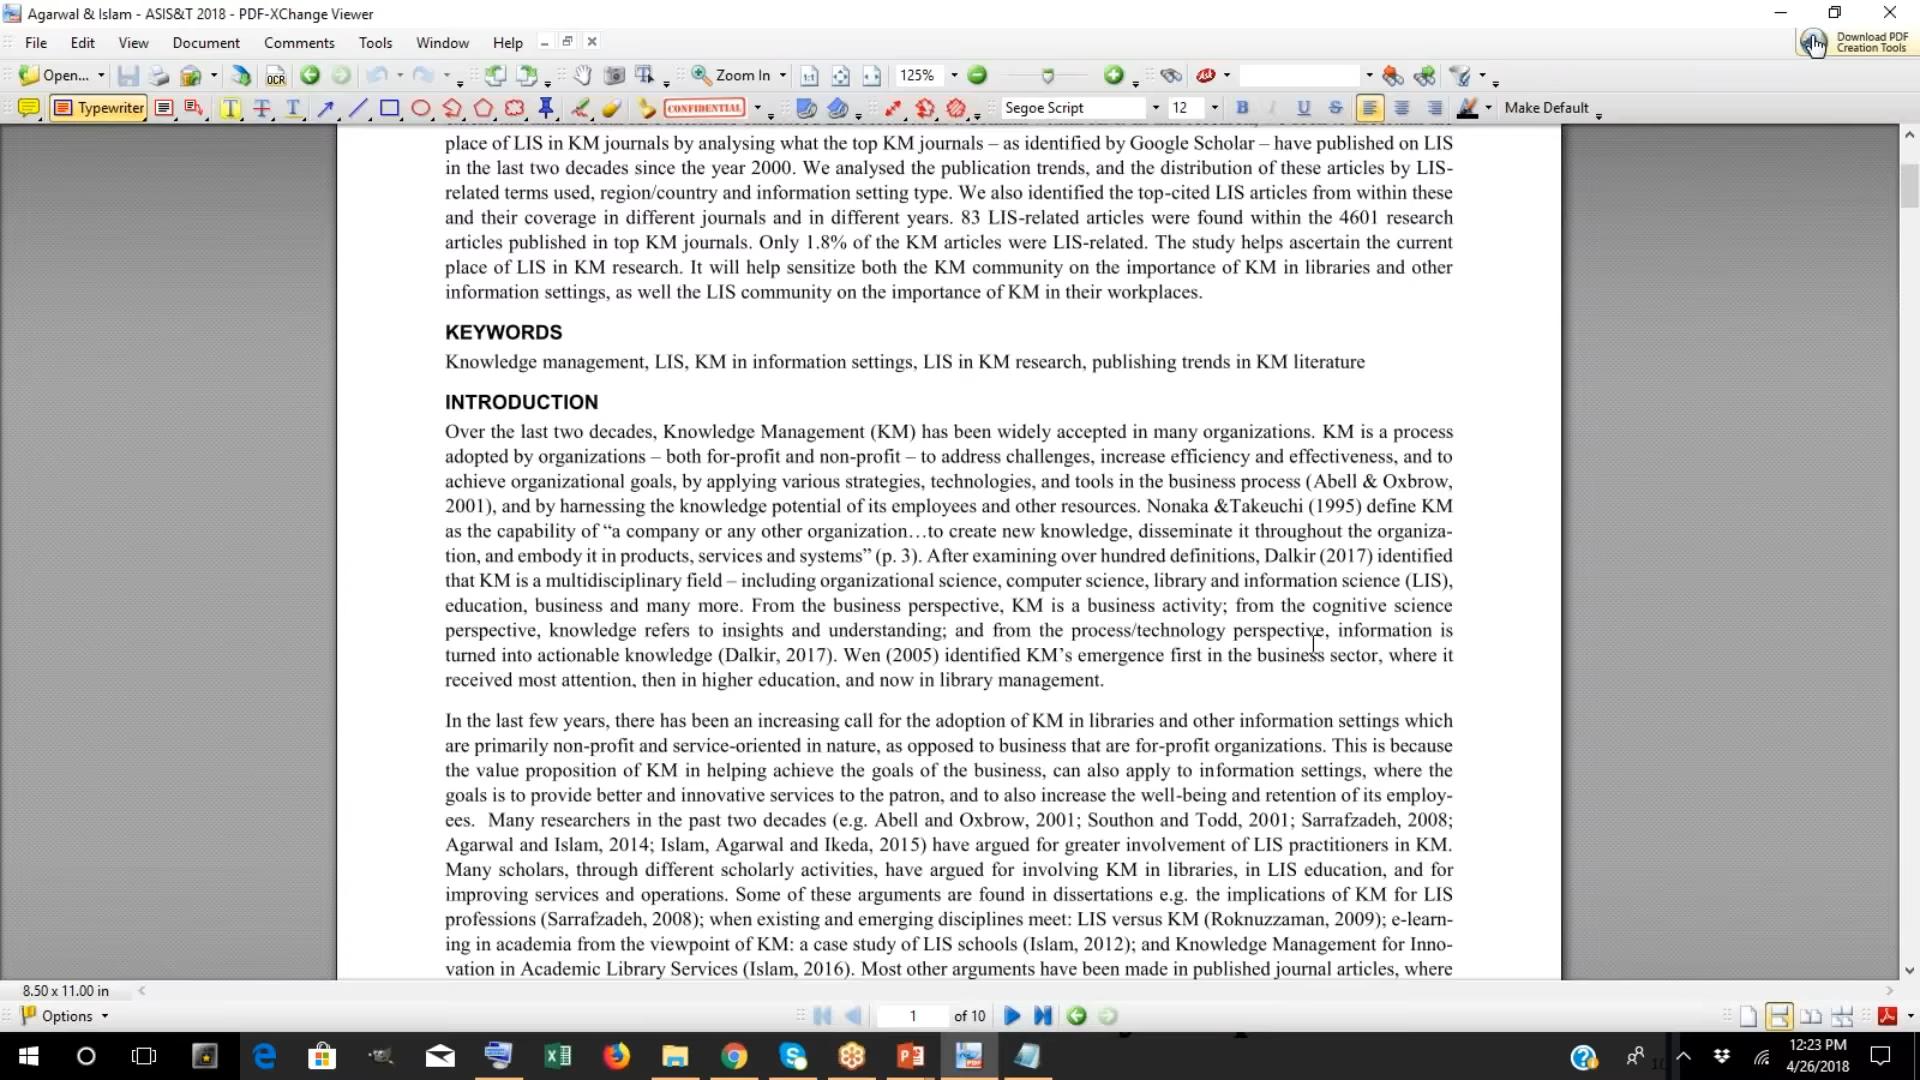 Agarwal & Islam - ASIS&T 2018 - PDF-XChange Viewer
File Edit View Document Comments Tools Window Help
Download PDF
Creation Tools
Open... OCR Zoom In 125%
Typewriter CONFIDENTIAL Segoe Script 12 B I U S Make Default
place of LIS in KM journals by analysing what the top KM journals – as identified by Google Scholar – have published on LIS
in the last two decades since the year 2000. We analysed the publication trends, and the distribution of these articles by LIS-
related terms used, region/country and information setting type. We also identified the top-cited LIS articles from within these
and their coverage in different journals and in different years. 83 LIS-related articles were found within the 4601 research
articles published in top KM journals. Only 1.8% of the KM articles were LIS-related. The study helps ascertain the current
place of LIS in KM research. It will help sensitize both the KM community on the importance of KM in libraries and other
information settings, as well the LIS community on the importance of KM in their workplaces.
KEYWORDS
Knowledge management, LIS, KM in information settings, LIS in KM research, publishing trends in KM literature
INTRODUCTION
Over the last two decades, Knowledge Management (KM) has been widely accepted in many organizations. KM is a process
adopted by organizations – both for-profit and non-profit – to address challenges, increase efficiency and effectiveness, and to
achieve organizational goals, by applying various strategies, technologies, and tools in the business process (Abell & Oxbrow,
2001), and by harnessing the knowledge potential of its employees and other resources. Nonaka &Takeuchi (1995) define KM
as the capability of “a company or any other organization…to create new knowledge, disseminate it throughout the organiza-
tion, and embody it in products, services and systems” (p. 3). After examining over hundred definitions, Dalkir (2017) identified
that KM is a multidisciplinary field – including organizational science, computer science, library and information science (LIS),
education, business and many more. From the business perspective, KM is a business activity; from the cognitive science
perspective, knowledge refers to insights and understanding; and from the process/technology perspective, information is
turned into actionable knowledge (Dalkir, 2017). Wen (2005) identified KM’s emergence first in the business sector, where it
received most attention, then in higher education, and now in library management.
In the last few years, there has been an increasing call for the adoption of KM in libraries and other information settings which
are primarily non-profit and service-oriented in nature, as opposed to business that are for-profit organizations. This is because
the value proposition of KM in helping achieve the goals of the business, can also apply to information settings, where the
goals is to provide better and innovative services to the patron, and to also increase the well-being and retention of its employ-
ees. Many researchers in the past two decades (e.g. Abell and Oxbrow, 2001; Southon and Todd, 2001; Sarrafzadeh, 2008;
Agarwal and Islam, 2014; Islam, Agarwal and Ikeda, 2015) have argued for greater involvement of LIS practitioners in KM.
Many scholars, through different scholarly activities, have argued for involving KM in libraries, in LIS education, and for
improving services and operations. Some of these arguments are found in dissertations e.g. the implications of KM for LIS
professions (Sarrafzadeh, 2008); when existing and emerging disciplines meet: LIS versus KM (Roknuzzaman, 2009); e-learn-
ing in academia from the viewpoint of KM: a case study of LIS schools (Islam, 2012); and Knowledge Management for Inno-
vation in Academic Library Services (Islam, 2016). Most other arguments have been made in published journal articles, where
8.50 x 11.00 in
Options 1 of 10
12:23 PM
4/26/2018